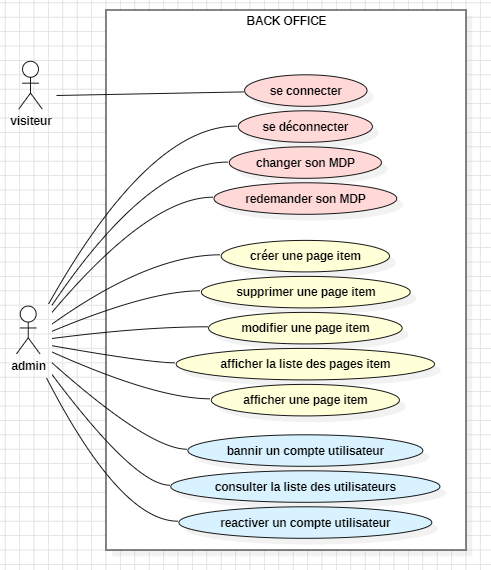 BACK OFFICE
se connecter
visiteur
se déconnecter
changer son MDP
redemander son MDP
créer une page item
supprimer une page item
modifier une page item
afficher la liste des pages item
admin
afficher une page item
bannir un compte utilisateur
consulter la liste des utilisateurs
reactiver un compte utilisateur